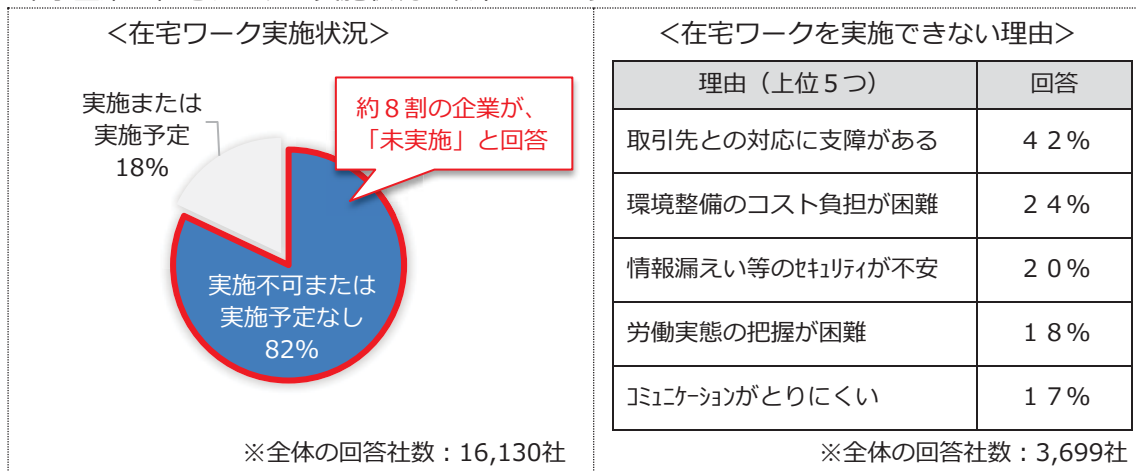 <在宅ワーク実施状況>
実施または
実施予定
18%
約8割の企業が、
「未実施」と回答
実施不可または
実施予定なし
82%
※全体の回答社数：16,130社
<在宅ワークを実施できない理由>
理由（上位５つ） 回答
取引先との対応に支障がある ４２%
環境整備のコスト負担が困難 ２４%
情報漏えい等のｾｷｭﾘﾃｨが不安 ２０%
労働実態の把握が困難 １８%
ｺﾐｭﾆｹｰｼｮﾝがとりにくい １７%
※全体の回答社数：3,699社